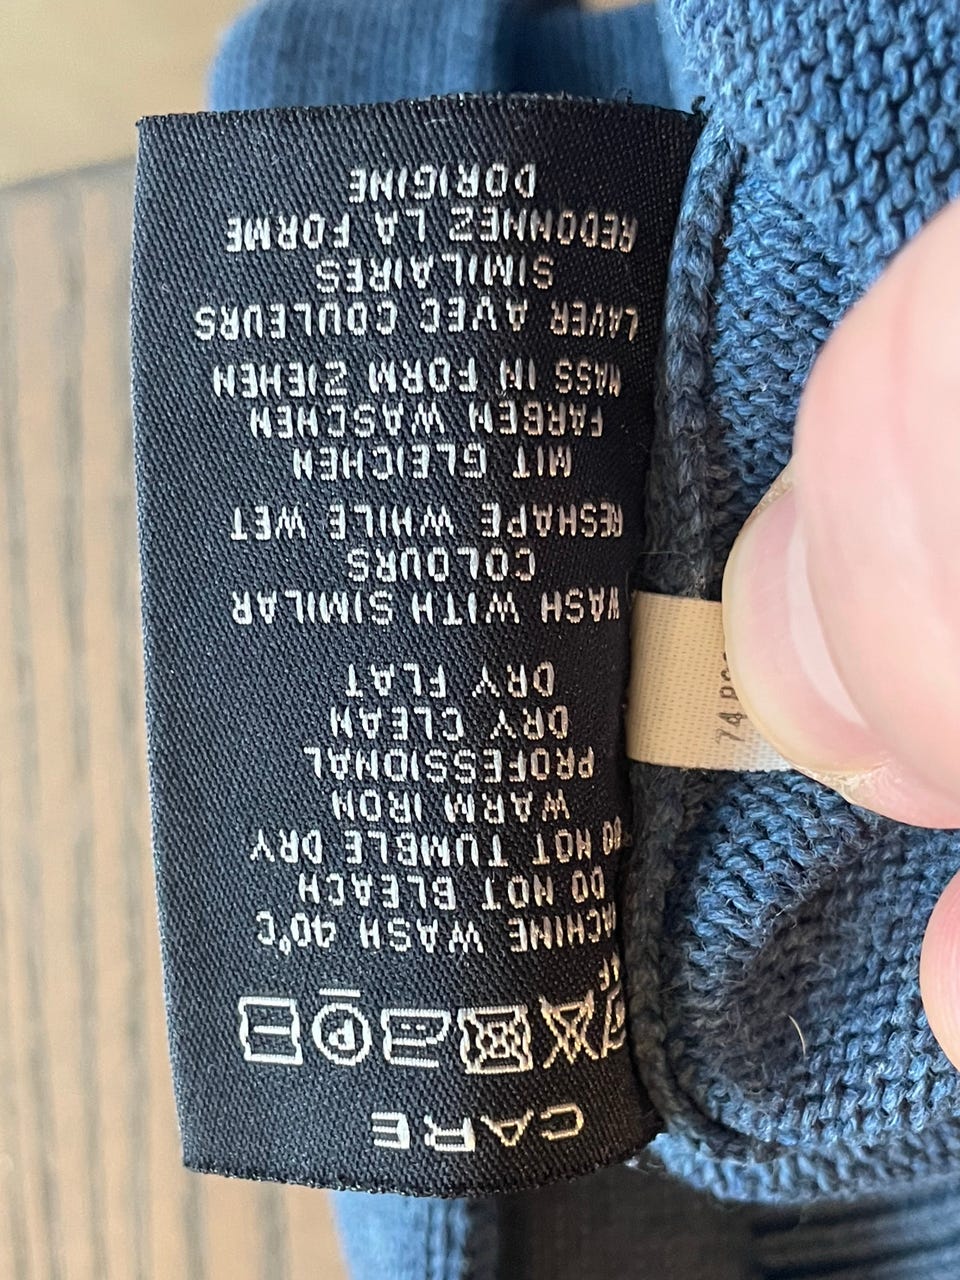 CARE
P
MACHINE WASH 40°C
DO NOT BLEACH
DO NOT TUMBLE DRY
WARM IRON
PROFESSIONAL
DRY CLEAN
DRY FLAT
WASH WITH SIMILAR
COLOURS
RESHAPE WHILE WET
MIT GLEICHEN
FARBEN WASCHEN
NASS IN FORM ZIEHEN
LAVER AVEC COULEURS
SIMILAIRES
REDONNEZ LA FORME
DORIGINE
74